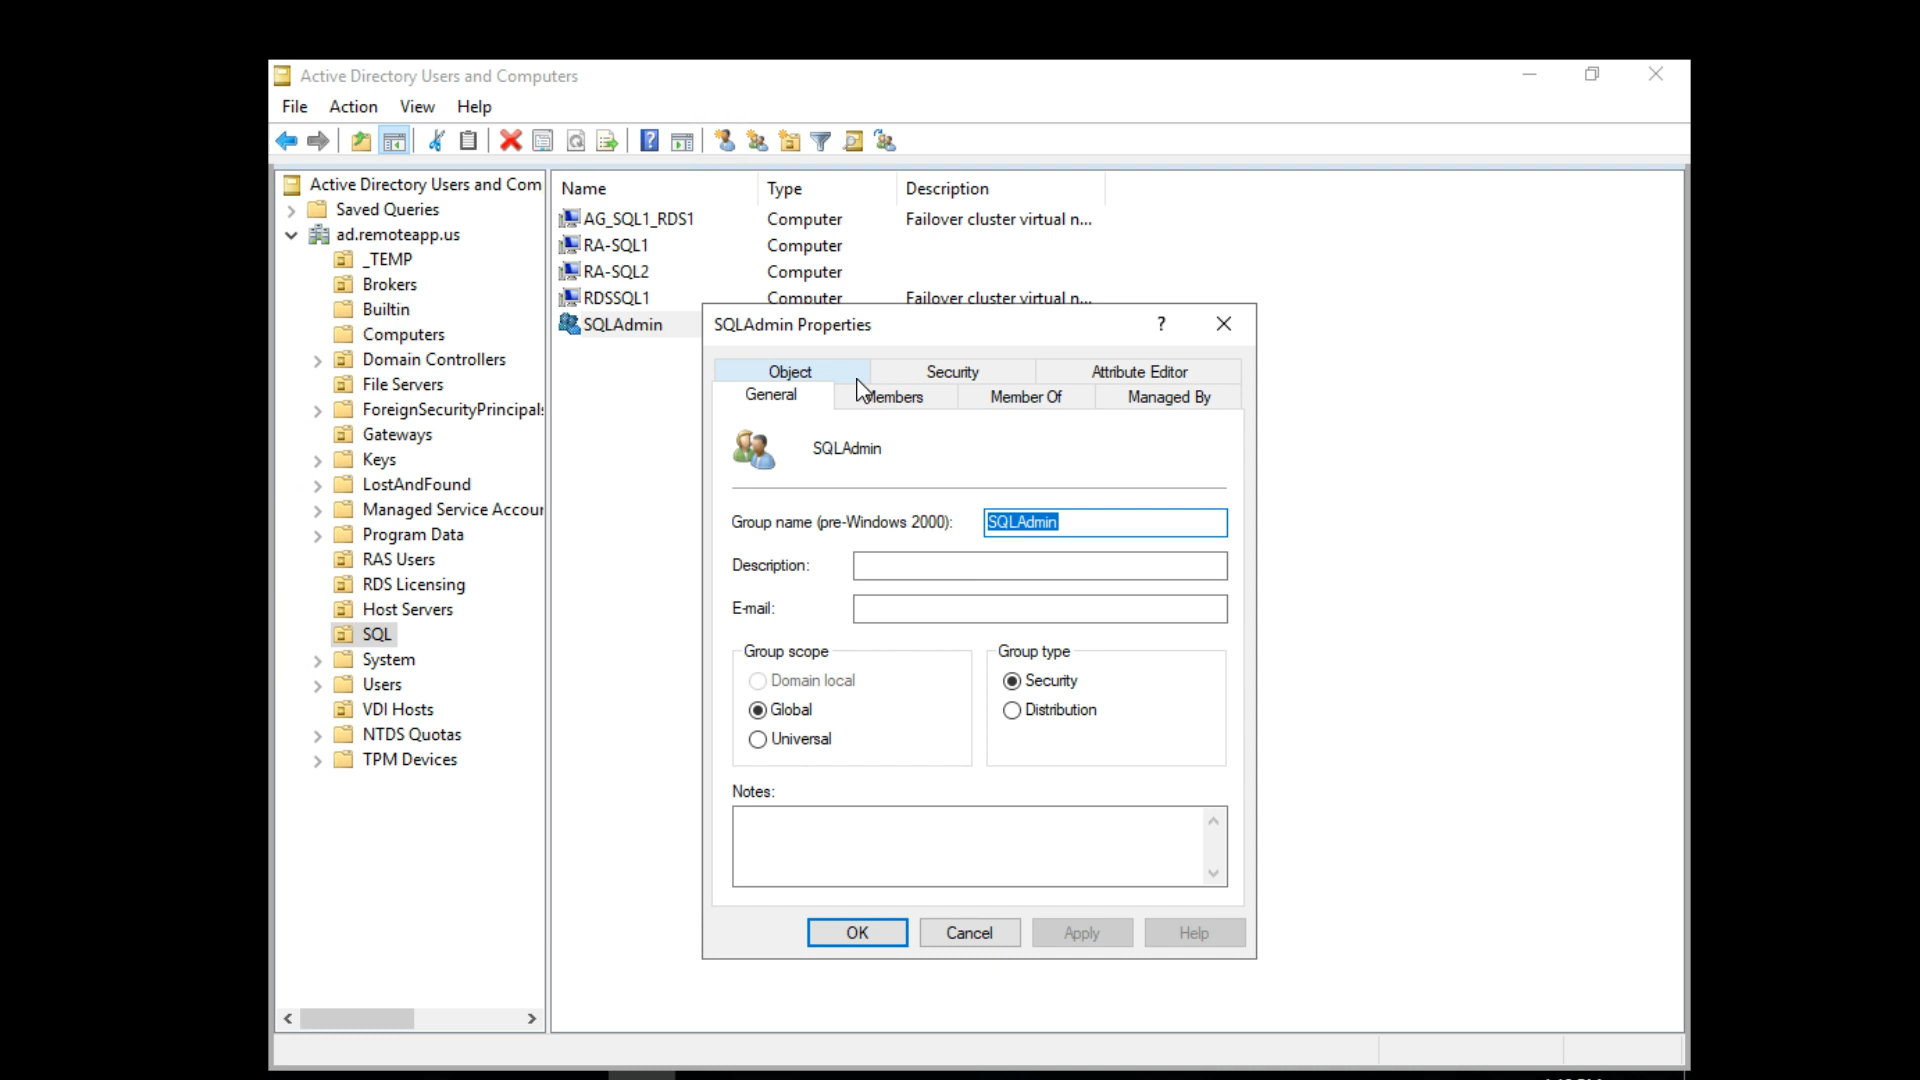 Active Directory Users and Computers
File Action View Help
Active Directory Users and Com
Saved Queries
ad.remoteapp.us
_TEMP
Brokers
Builtin
Computers
Domain Controllers
File Servers
ForeignSecurityPrincipal
Gateways
Keys
LostAndFound
Managed Service Accou
Program Data
RAS Users
RDS Licensing
Host Servers
SQL
System
Users
VDI Hosts
NTDS Quotas
TPM Devices
Name Type Description
AG_SQL1_RDS1 Computer Failover cluster virtual n...
RA-SQL1 Computer
RA-SQL2 Computer
RDSSQL1 Computer Failover cluster virtual n...
SQLAdmin
SQLAdmin Properties ?
Object Security Attribute Editor
General Members Member Of Managed By
SQLAdmin
Group name (pre-Windows 2000): SQLAdmin
Description:
E-mail:
Group scope
Domain local
Global
Universal
Group type
Security
Distribution
Notes:
OK Cancel Apply Help